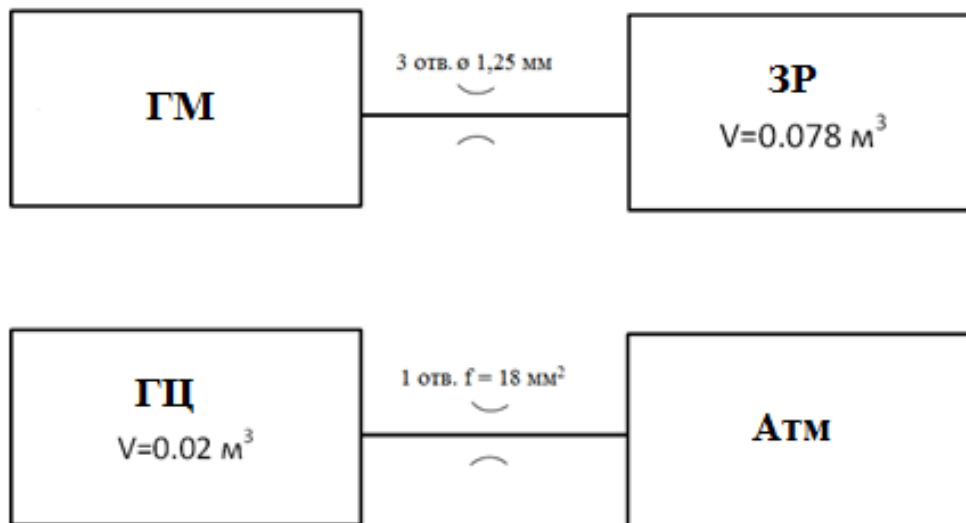 ГМ
3 отв. ø 1,25 мм
ЗР
V=0.078 м³
ГЦ
V=0.02 м³
1 отв. f = 18 мм²
Атм